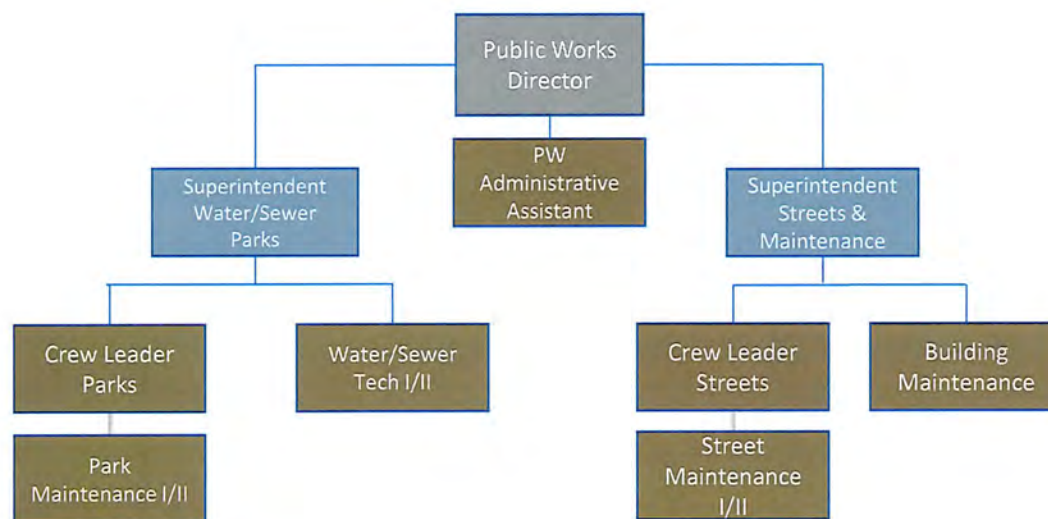 Public Works
Director
PW
Administrative
Assistant
Superintendent
Water/Sewer
Parks
Superintendent
Streets &
Maintenance
Crew Leader
Parks
Water/Sewer
Tech I/II
Crew Leader
Streets
Building
Maintenance
Park
Maintenance I/II
Street
Maintenance
I/II